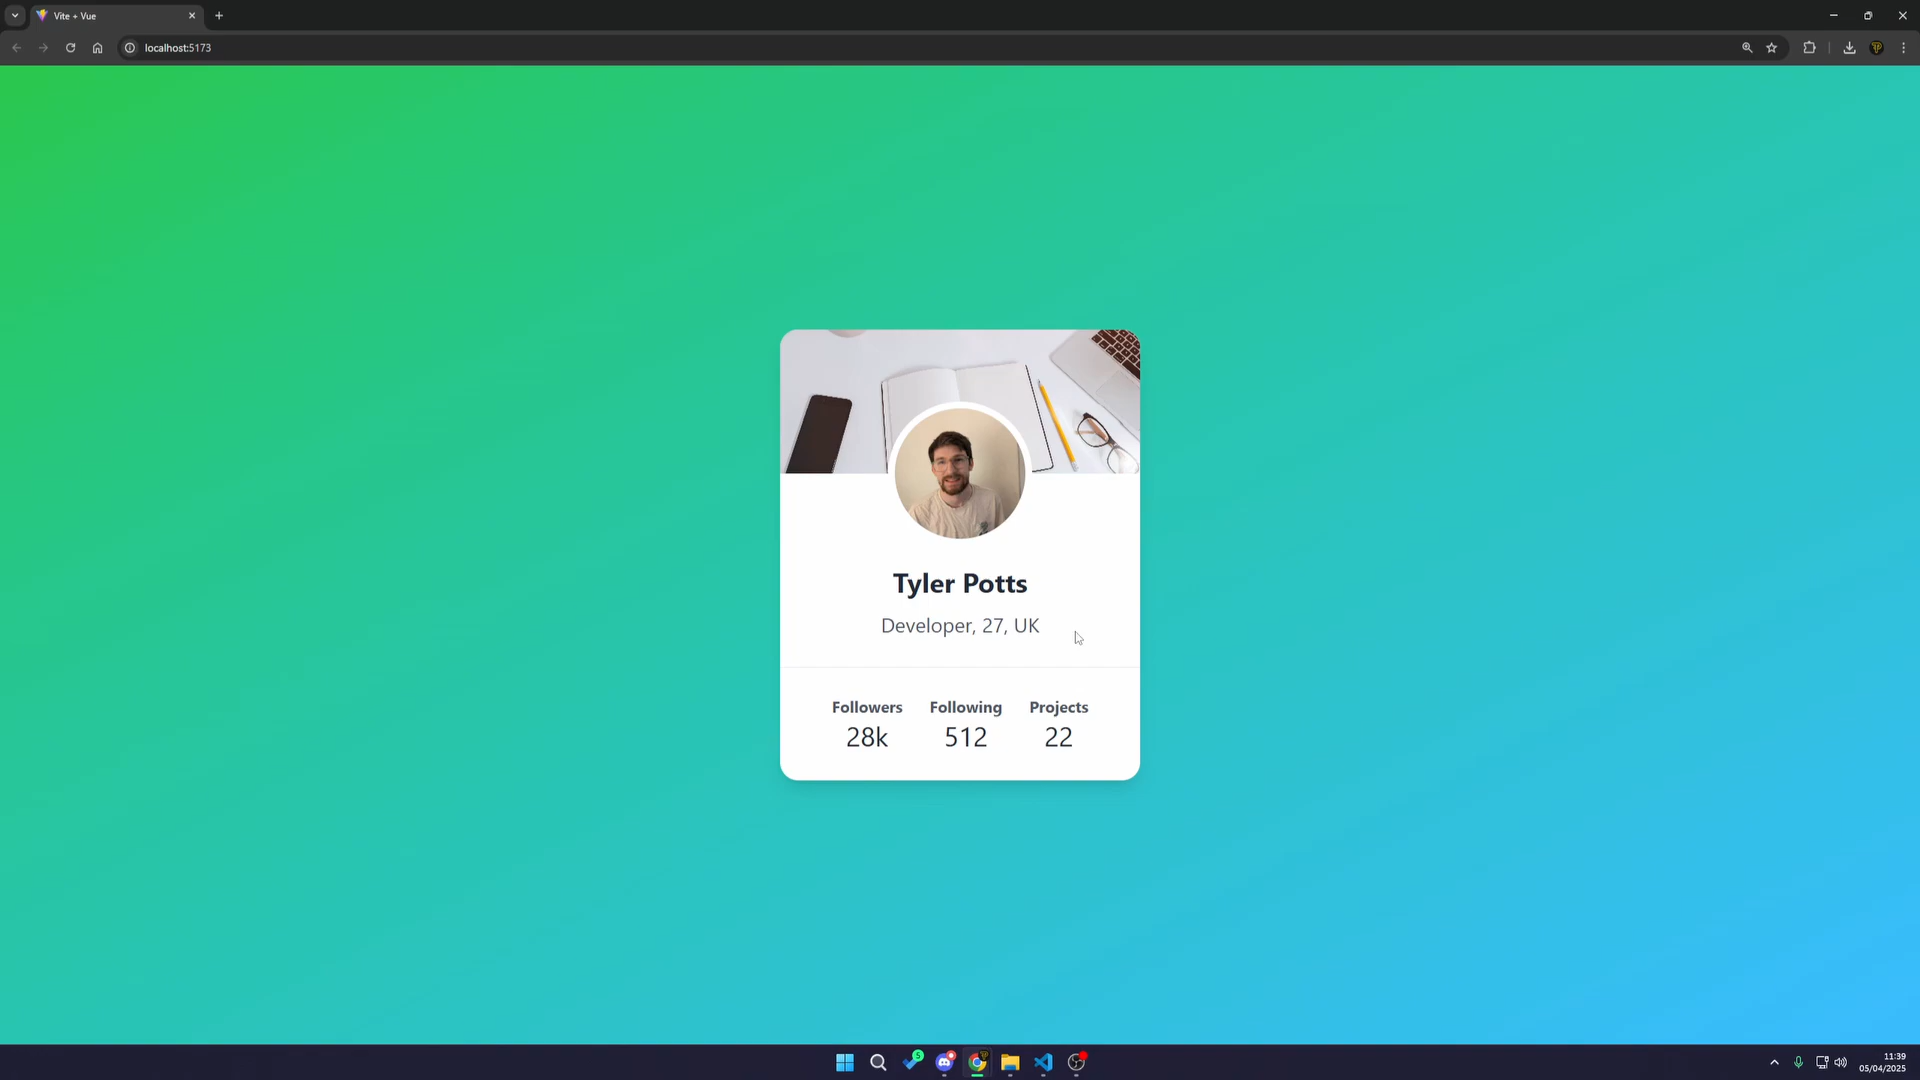 Vite + Vue
localhost:5173
Tyler Potts
Developer, 27, UK
Followers Following Projects
28k 512 22
5
11:39
05/04/2025